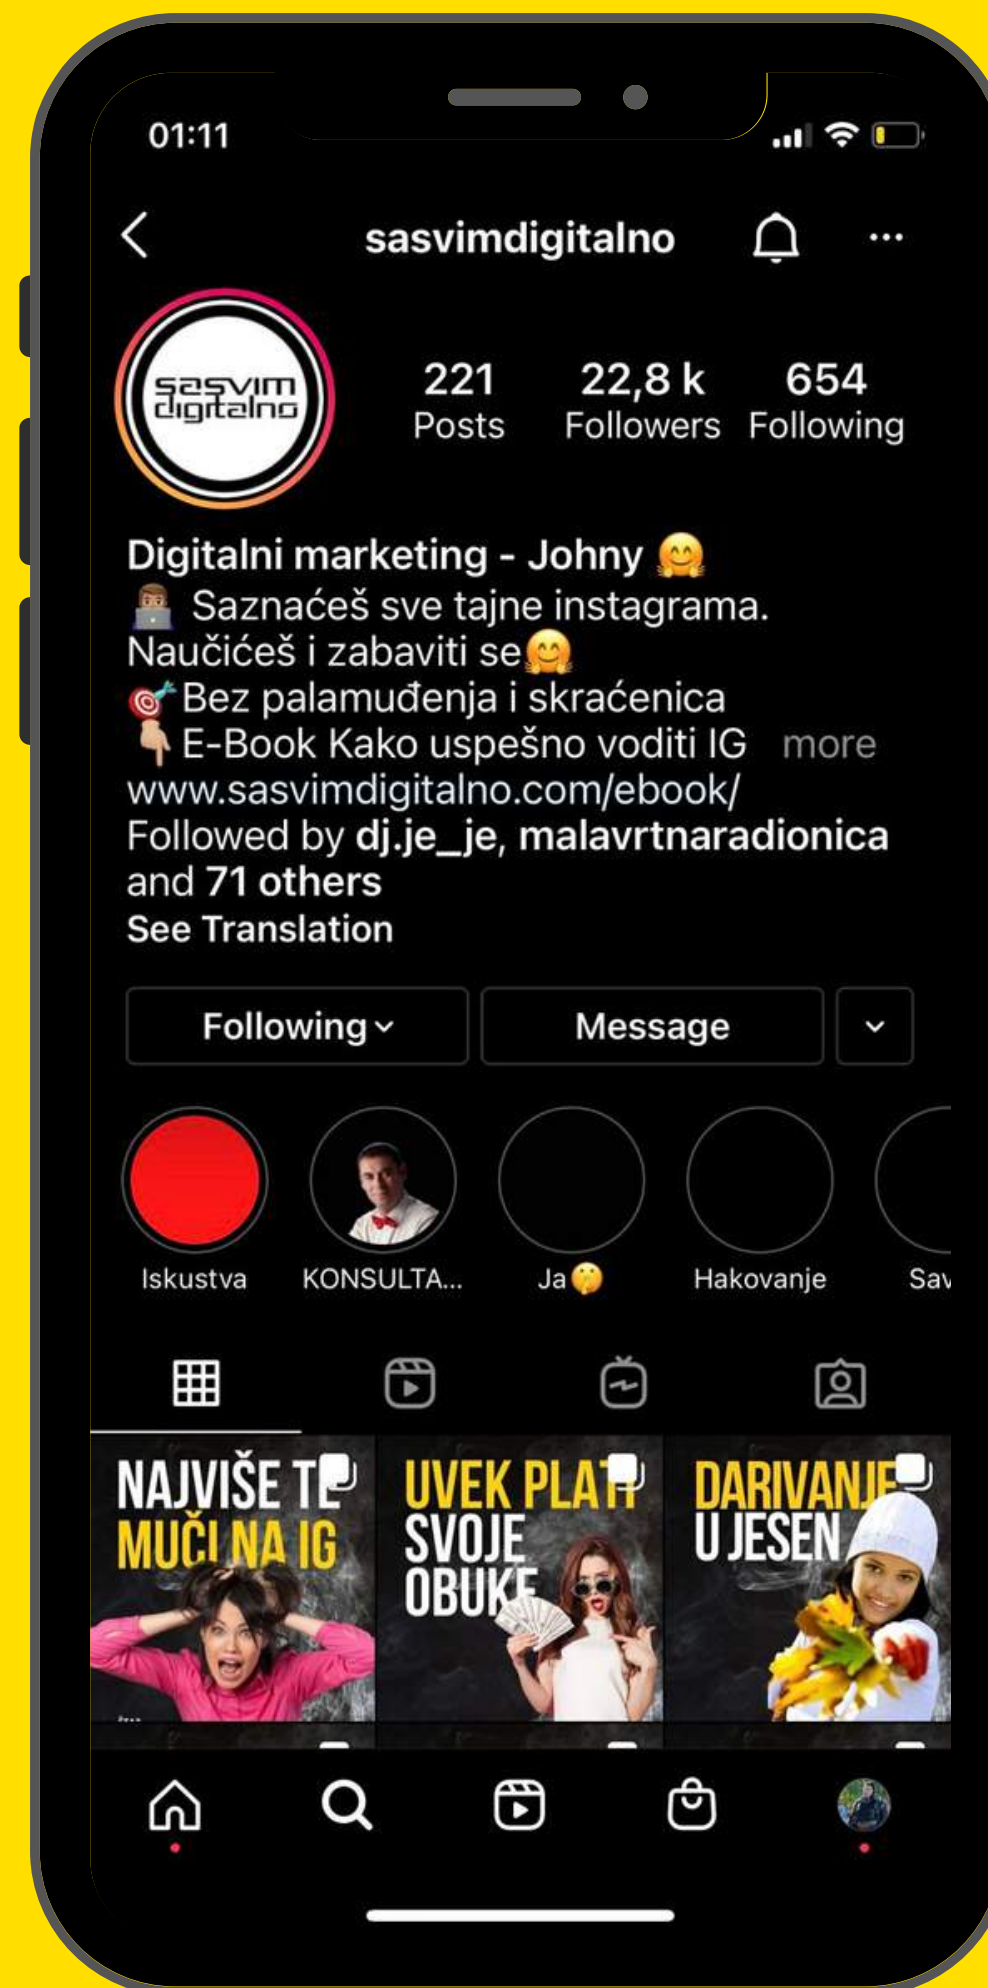 01:11
sasvimdigitalno
sasvim
digitalno
221
Posts
22,8 k
Followers
654
Following
Digitalni marketing - Johny 🤗
👨🏽‍💻 Saznaćeš sve tajne instagrama.
Naučićeš i zabaviti se🤗
🎯Bez palamuđenja i skraćenica
👇🏼E-Book Kako uspešno voditi IG more
www.sasvimdigitalno.com/ebook/
Followed by dj.je_je, malavrtnaradionica
and 71 others
See Translation
Following
Message
Iskustva
KONSULTA...
Ja🤫
Hakovanje
Sav
NAJVIŠE TE
MUČI NA IG
UVEK PLATI
SVOJE
OBUKE
DARIVANJE
U JESEN